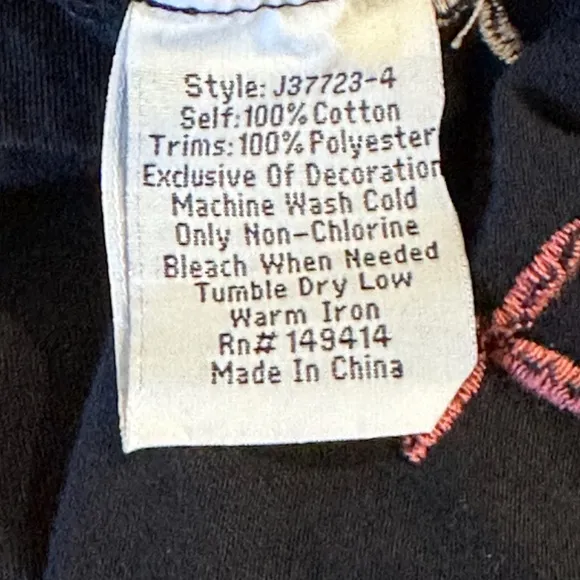 Style: J37723-4
Self:100% Cotton
Trims:100% Polyester
Exclusive Of Decoration
Machine Wash Cold
Only Non-Chlorine
Bleach When Needed
Tumble Dry Low
Warm Iron
Rn# 149414
Made In China